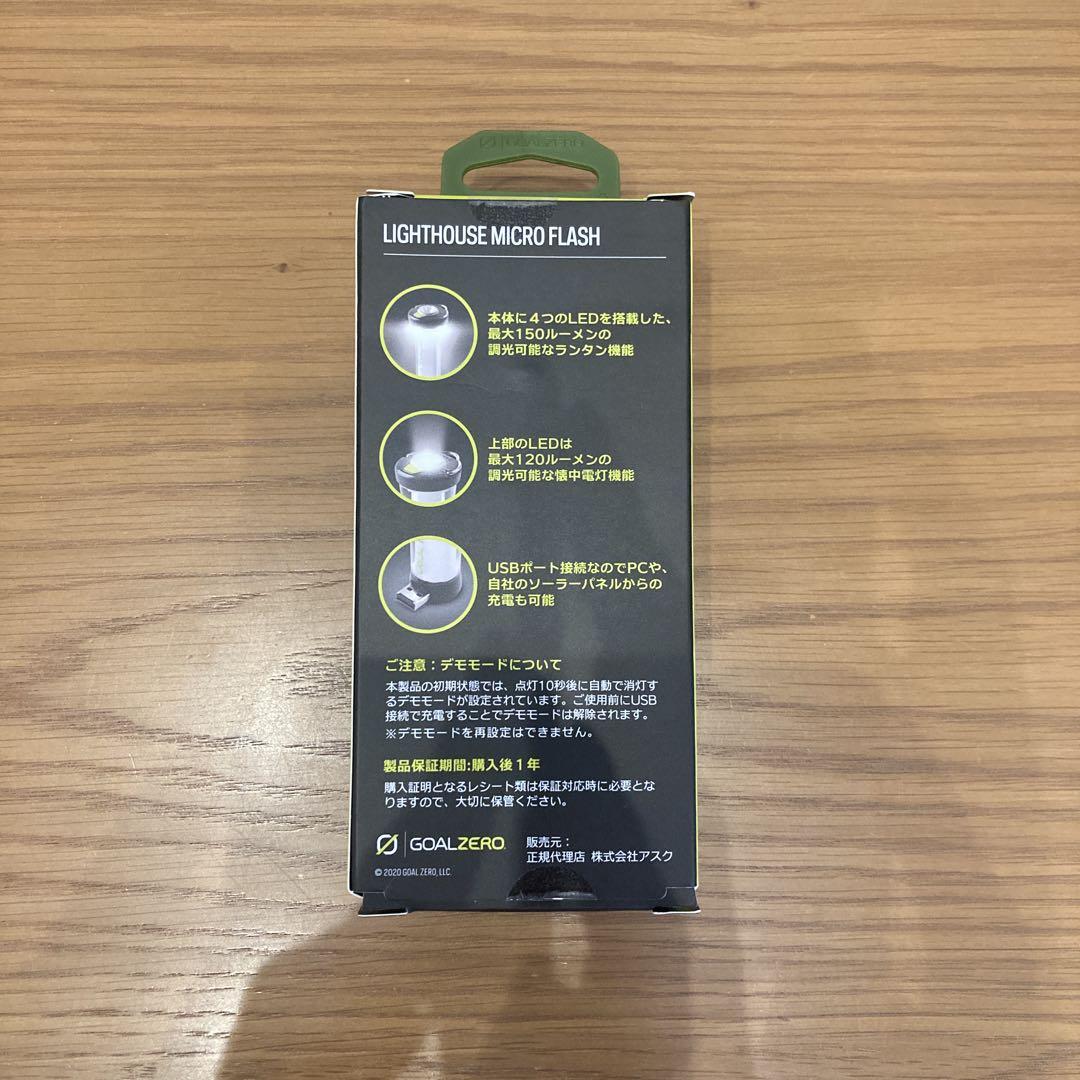 GOALZERO
LIGHTHOUSE MICRO FLASH
本体に4つのLEDを搭載した、
最大150ルーメンの
調光可能なランタン機能
上部のLEDは
最大120ルーメンの
調光可能な懐中電灯機能
USBポート接続なのでPCや、
自社のソーラーパネルからの
充電も可能
ご注意：デモモードについて
本製品の初期状態では、点灯10秒後に自動で消灯す
るデモモードが設定されています。ご使用前にUSB
接続で充電することでデモモードは解除されます。
※デモモードを再設定はできません。
製品保証期間:購入後1年
購入証明となるレシート類は保証対応時に必要とな
りますので、大切に保管ください。
GOALZERO
販売元：
正規代理店 株式会社アスク
© 2020 GOAL ZERO, LLC.